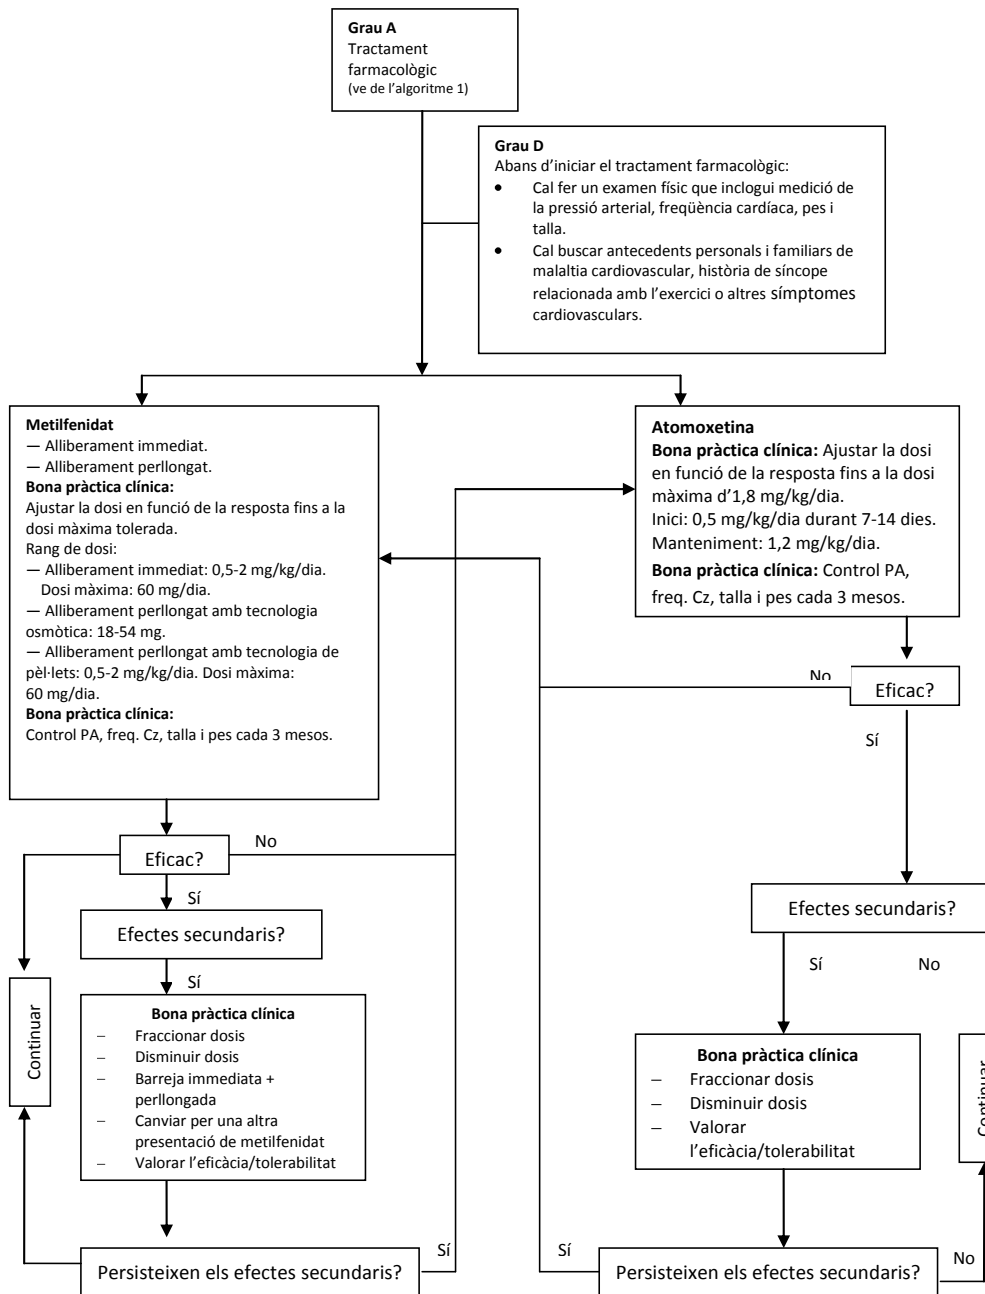 Grau A
Tractament
farmacològic
(ve de l'algoritme 1)
Grau D
Abans d'iniciar el tractament farmacològic:
• Cal fer un examen físic que inclogui medició de
la pressió arterial, freqüència cardíaca, pes i
talla.
• Cal buscar antecedents personals i familiars de
malaltia cardiovascular, història de síncope
relacionada amb l'exercici o altres símptomes
cardiovasculars.
Metilfenidat
— Alliberament immediat.
— Alliberament perllongat.
Bona pràctica clínica:
Ajustar la dosi en funció de la resposta fins a la
dosi màxima tolerada.
Rang de dosi:
— Alliberament immediat: 0,5-2 mg/kg/dia.
Dosi màxima: 60 mg/dia.
— Alliberament perllongat amb tecnologia
osmòtica: 18-54 mg.
— Alliberament perllongat amb tecnologia de
pèl·lets: 0,5-2 mg/kg/dia. Dosi màxima:
60 mg/dia.
Bona pràctica clínica:
Control PA, freq. Cz, talla i pes cada 3 mesos.
Atomoxetina
Bona pràctica clínica: Ajustar la dosi
en funció de la resposta fins a la dosi
màxima d'1,8 mg/kg/dia.
Inici: 0,5 mg/kg/dia durant 7-14 dies.
Manteniment: 1,2 mg/kg/dia.
Bona pràctica clínica: Control PA,
freq. Cz, talla i pes cada 3 mesos.
No
Eficac?
Sí
Eficac?
No
Sí
Efectes secundaris?
Sí
Efectes secundaris?
Sí
No
Continuar
Bona pràctica clínica
– Fraccionar dosis
– Disminuir dosis
– Barreja immediata +
perllongada
– Canviar per una altra
presentació de metilfenidat
– Valorar l'eficàcia/tolerabilitat
Bona pràctica clínica
– Fraccionar dosis
– Disminuir dosis
– Valorar
l'eficàcia/tolerabilitat
Continuar
Persisteixen els efectes secundaris?
Sí
Sí
Persisteixen els efectes secundaris?
No